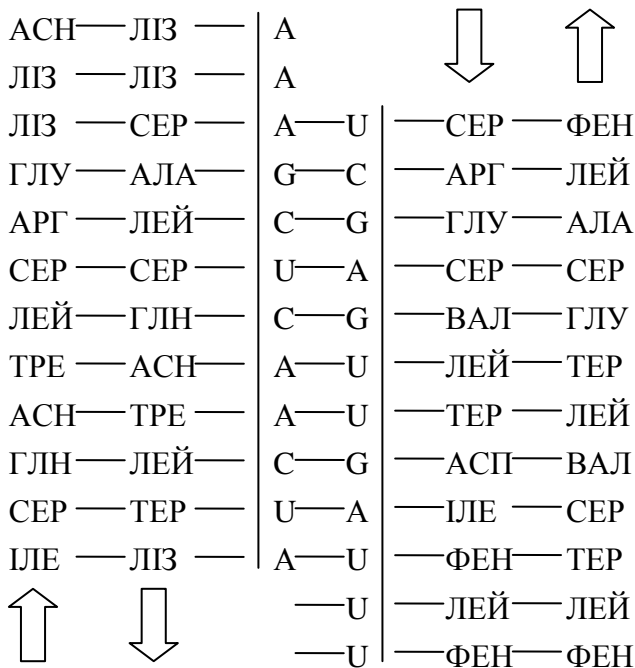 АСН ЛІЗ А
ЛІЗ ЛІЗ А
ЛІЗ СЕР А U СЕР ФЕН
ГЛУ АЛА G C АРГ ЛЕЙ
АРГ ЛЕЙ C G ГЛУ АЛА
СЕР СЕР U A СЕР СЕР
ЛЕЙ ГЛН C G ВАЛ ГЛУ
ТРЕ АСН A U ЛЕЙ ТЕР
АСН ТРЕ A U ТЕР ЛЕЙ
ГЛН ЛЕЙ C G АСП ВАЛ
СЕР ТЕР U A ІЛЕ СЕР
ІЛЕ ЛІЗ A U ФЕН ТЕР
U ЛЕЙ ЛЕЙ
U ФЕН ФЕН